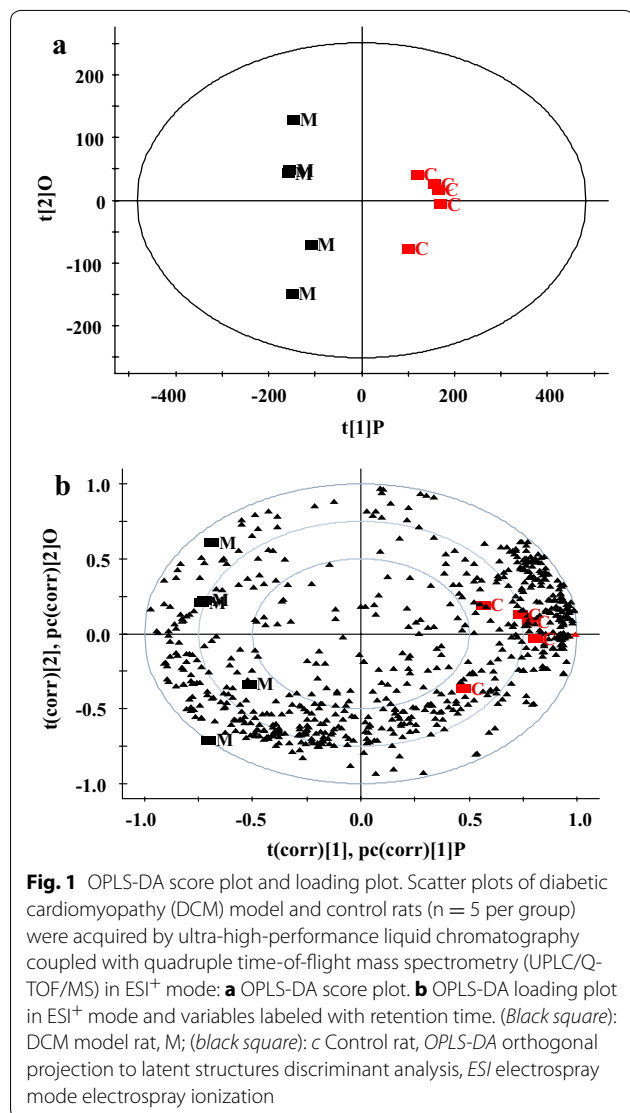 a
200
100
0
-100
-200
t[2]O
M
M
M
M
M
C
C
C
C
C
-400
-200
0
200
400
t[1]P
b
1.0
0.5
0.0
-0.5
-1.0
t(corr)[2], pc(corr)[2]O
M
M
M
M
M
C
C
C
C
C
-1.0
-0.5
0.0
0.5
1.0
t(corr)[1], pc(corr)[1]P
Fig. 1 OPLS-DA score plot and loading plot. Scatter plots of diabetic
cardiomyopathy (DCM) model and control rats (n = 5 per group)
were acquired by ultra-high-performance liquid chromatography
coupled with quadruple time-of-flight mass spectrometry (UPLC/Q-
TOF/MS) in ESI⁺ mode: a OPLS-DA score plot. b OPLS-DA loading plot
in ESI⁺ mode and variables labeled with retention time. (Black square):
DCM model rat, M; (black square): c Control rat, OPLS-DA orthogonal
projection to latent structures discriminant analysis, ESI electrospray
mode electrospray ionization